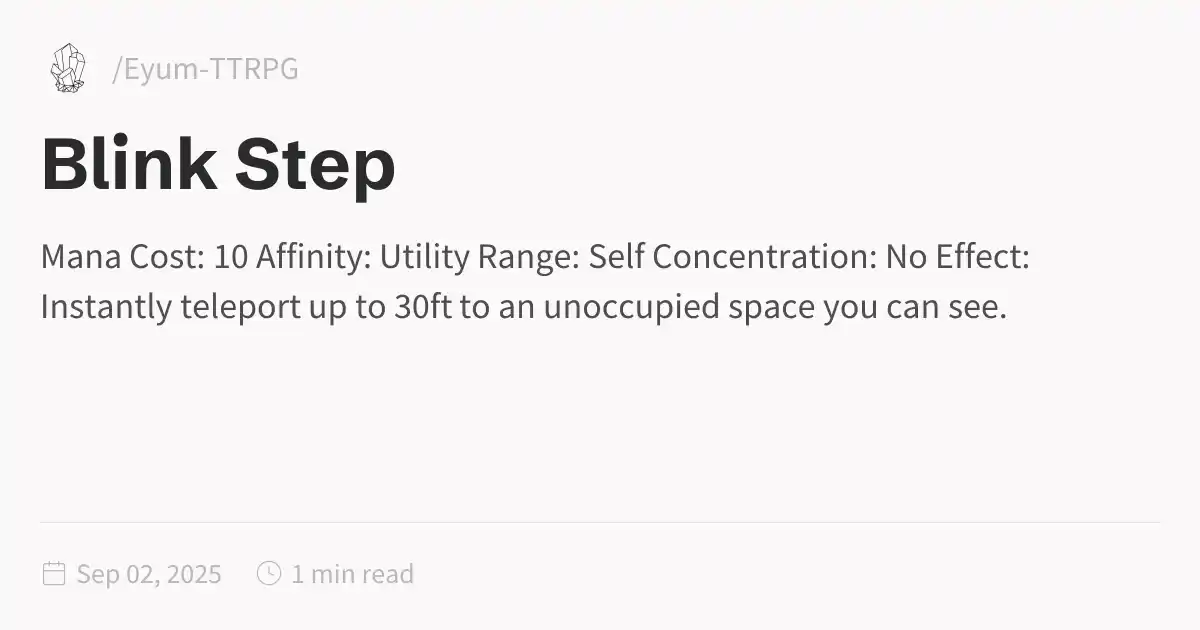 /Eyum-TTRPG
Blink Step
Mana Cost: 10 Affinity: Utility Range: Self Concentration: No Effect:
Instantly teleport up to 30ft to an unoccupied space you can see.
Sep 02, 2025 1 min read